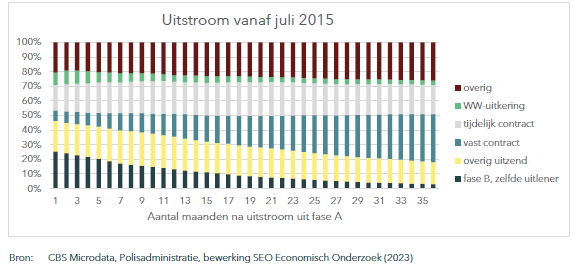 Uitstroom vanaf juli 2015
100%
90%
80%
70%
60%
50%
40%
30%
20%
10%
0%
1 3 5 7 9 11 13 15 17 19 21 23 25 27 29 31 33 35
Aantal maanden na uitstroom uit fase A
overig
WW-uitkering
tijdelijk contract
vast contract
overig uitzend
fase B, zelfde uitlener
Bron: CBS Microdata, Polisadministratie, bewerking SEO Economisch Onderzoek (2023)